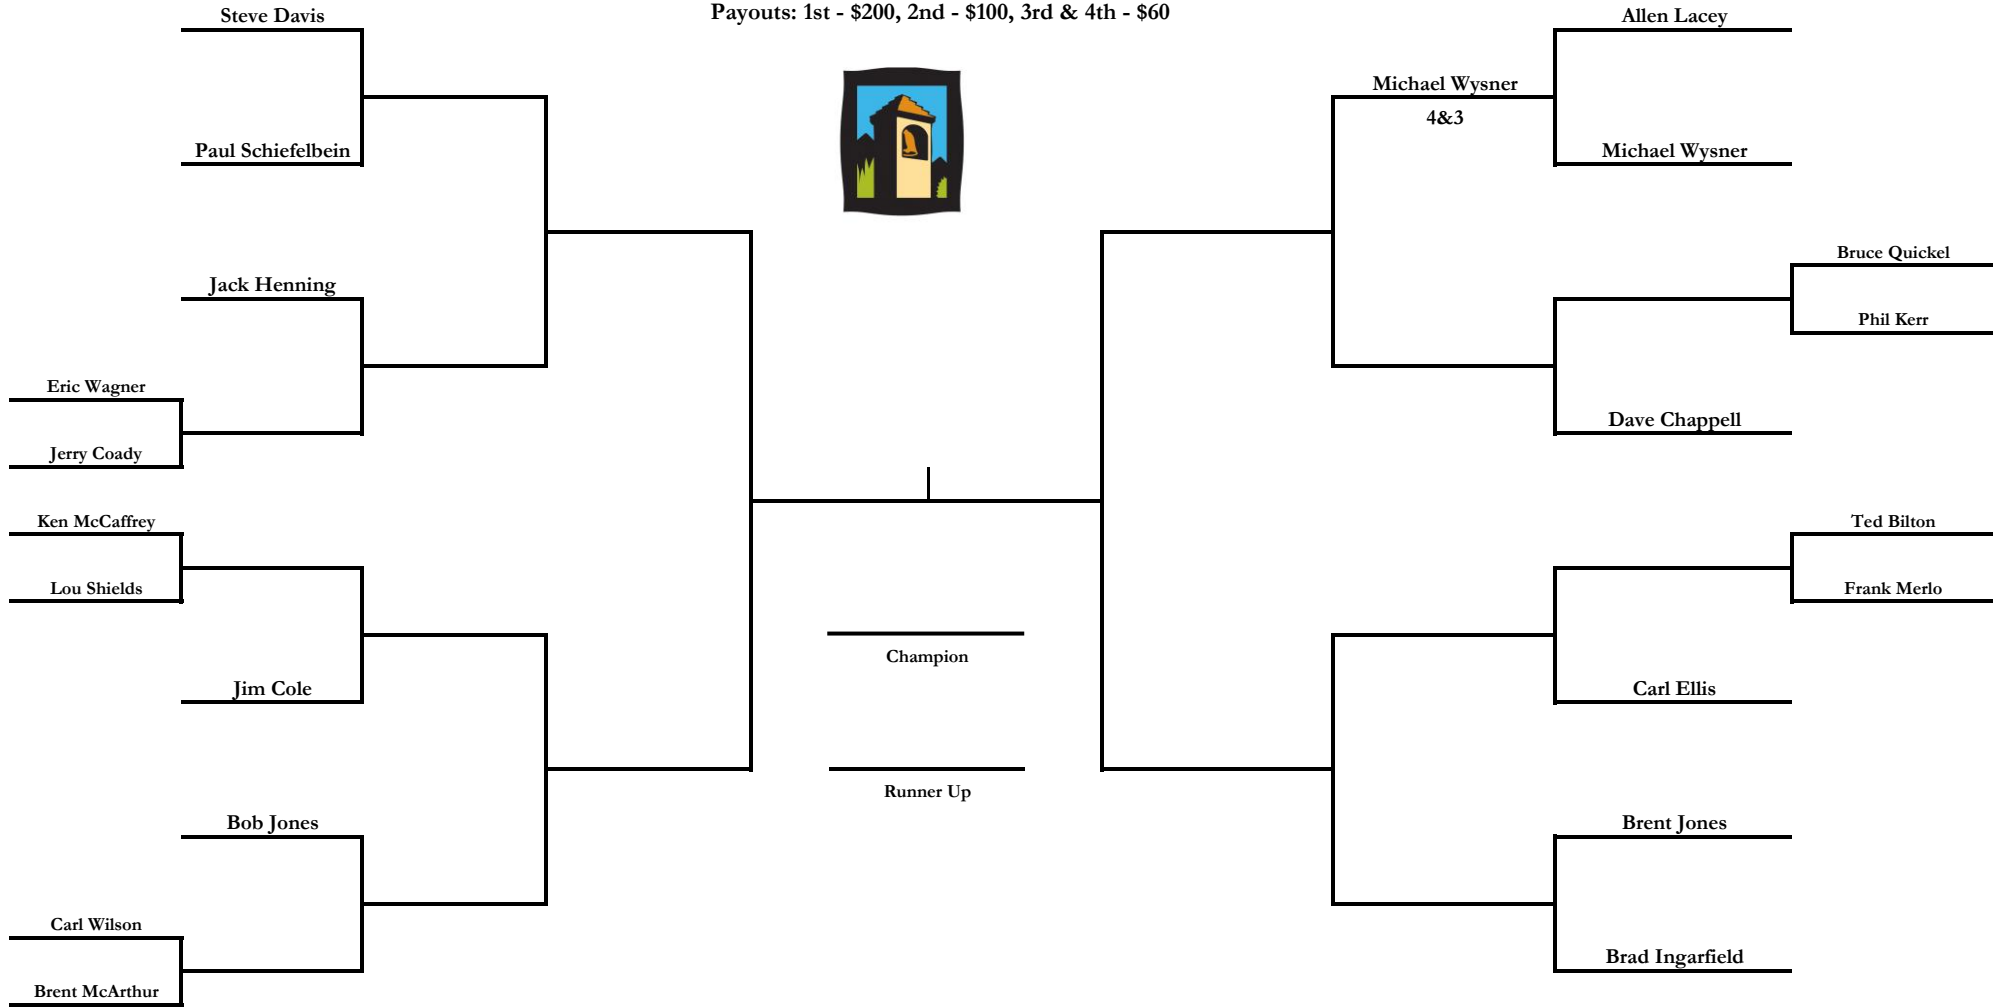 Steve Davis
Payouts: 1st - $200, 2nd - $100, 3rd & 4th - $60
Allen Lacey
Michael Wysner
4&3
Paul Schiefelbein
Michael Wysner
Bruce Quickel
Jack Henning
Phil Kerr
Eric Wagner
Dave Chappell
Jerry Coady
Ken McCaffrey
Ted Bilton
Lou Shields
Frank Merlo
Champion
Jim Cole
Carl Ellis
Runner Up
Bob Jones
Brent Jones
Carl Wilson
Brad Ingarfield
Brent McArthur